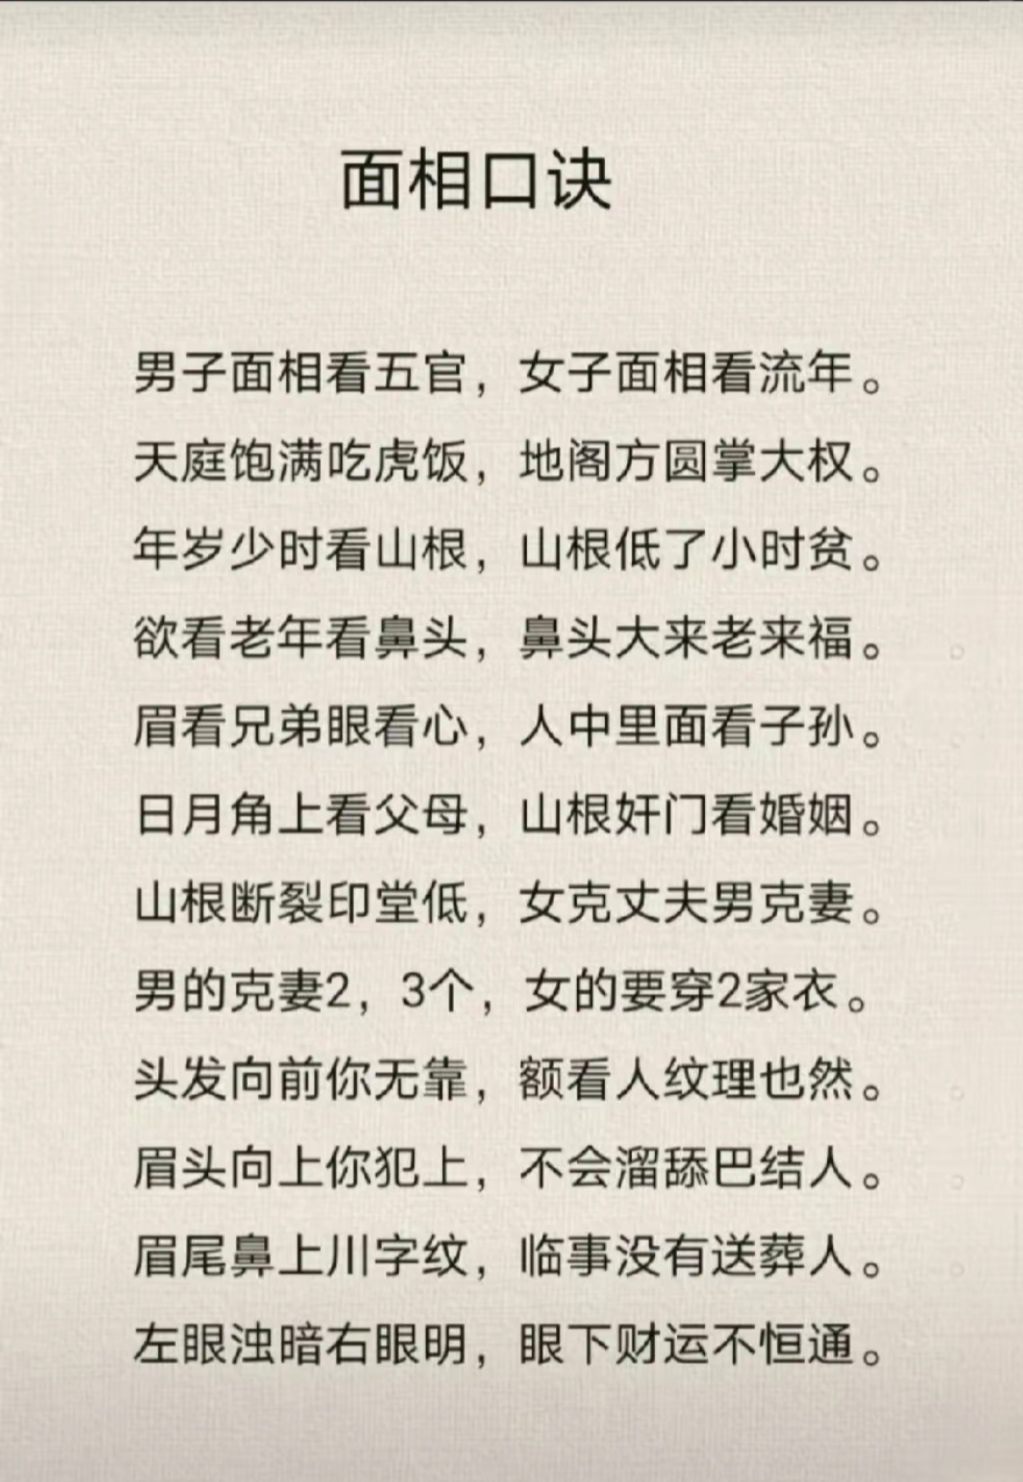 面相口诀
男子面相看五官，女子面相看流年。
天庭饱满吃虎饭，地阁方圆掌大权。
年岁少时看山根，山根低了小时贫。
欲看老年看鼻头，鼻头大来老来福。
眉看兄弟眼看心，人中里面看子孙。
日月角上看父母，山根奸门看婚姻。
山根断裂印堂低，女克丈夫男克妻。
男的克妻2，3个，女的要穿2家衣。
头发向前你无靠，额看人纹理也然。
眉头向上你犯上，不会溜舔巴结人。
眉尾鼻上川字纹，临事没有送葬人。
左眼浊暗右眼明，眼下财运不恒通。